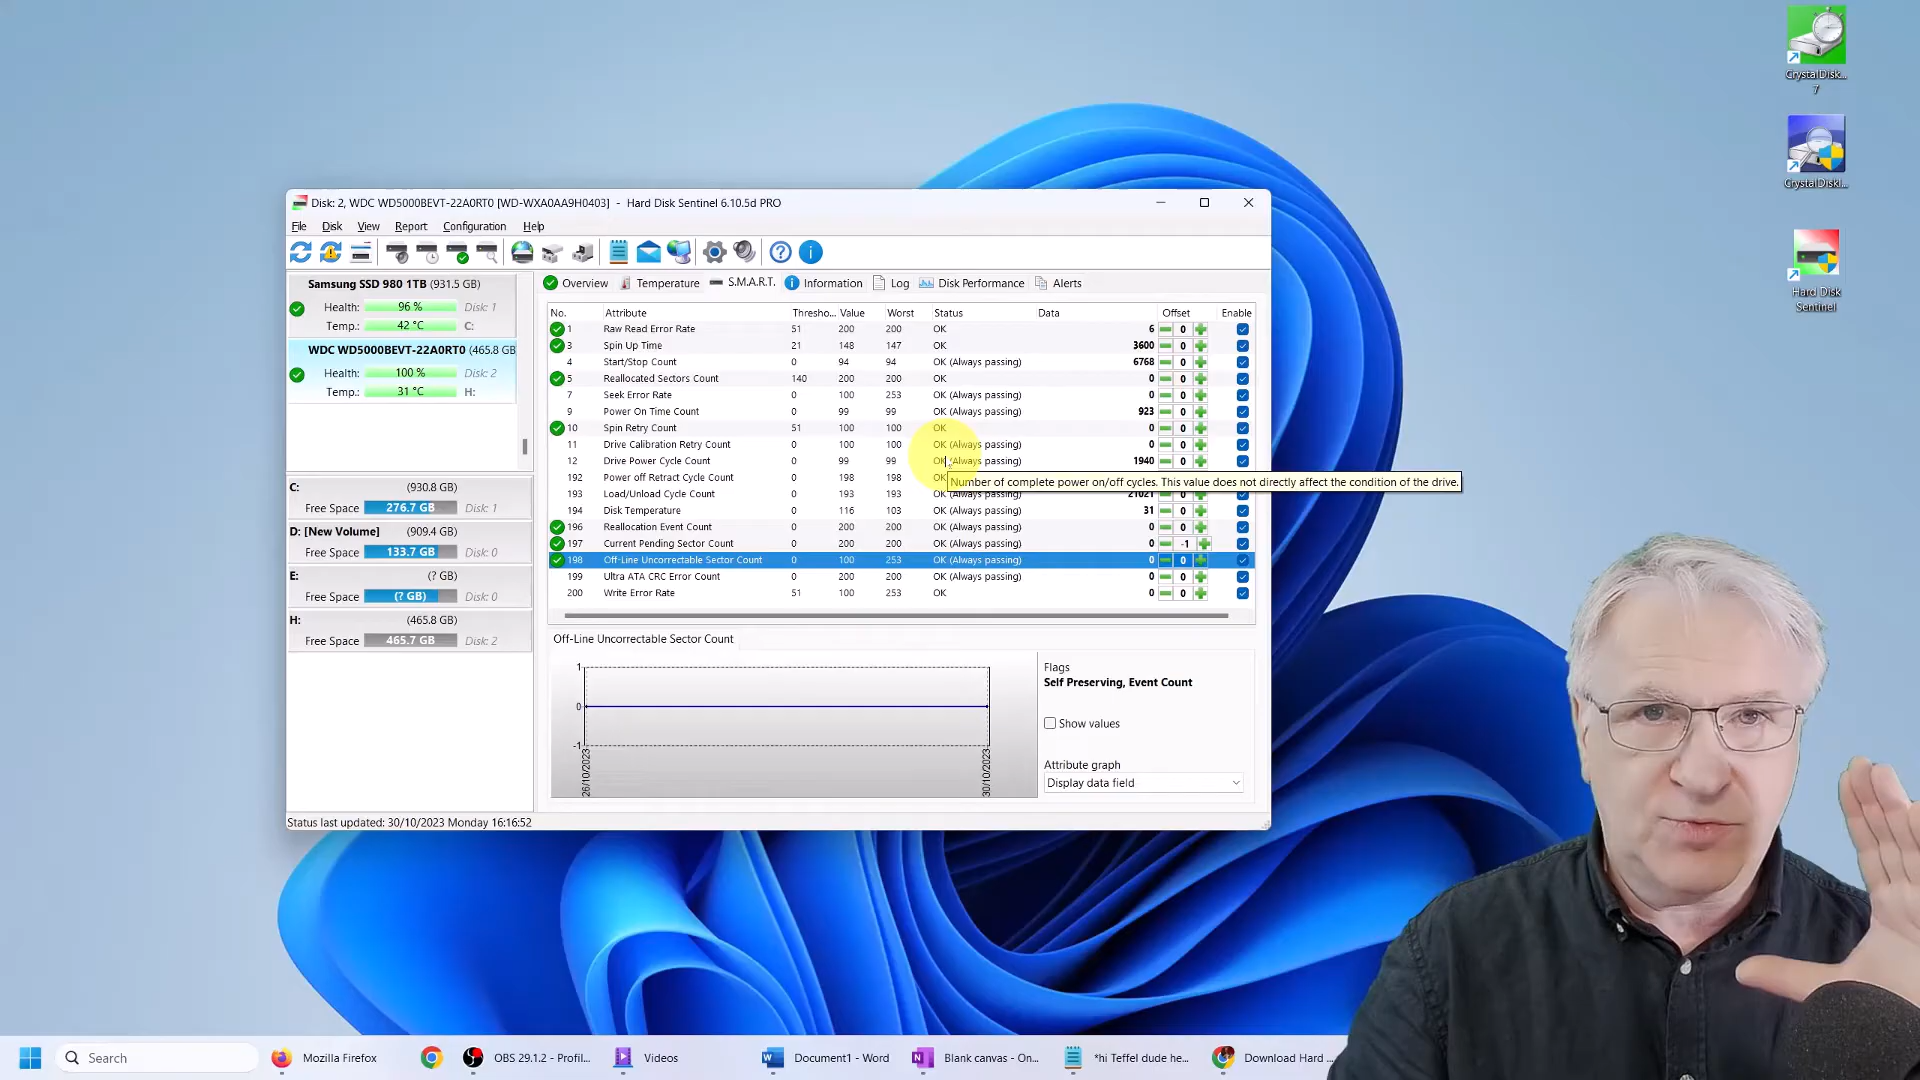 CrystalDisk...
7
CrystalDiskI...
Hard Disk
Sentinel
Disk: 2, WDC WD5000BEVT-22A0RT0 [WD-WXA0AA9H0403] - Hard Disk Sentinel 6.10.5d PRO
File Disk View Report Configuration Help
Samsung SSD 980 1TB (931.5 GB)
Health: 96 % Disk: 1
Temp.: 42 °C C:
WDC WD5000BEVT-22A0RT0 (465.8 GB
Health: 100 % Disk: 2
Temp.: 31 °C H:
C: (930.8 GB)
Free Space 276.7 GB Disk: 1
D: [New Volume] (909.4 GB)
Free Space 133.7 GB Disk: 0
E: (? GB)
Free Space (? GB) Disk: 0
H: (465.8 GB)
Free Space 465.7 GB Disk: 2
Overview Temperature S.M.A.R.T. Information Log Disk Performance Alerts
No. Attribute Thresho... Value Worst Status Data Offset Enable
1 Raw Read Error Rate 51 200 200 OK 6 0
3 Spin Up Time 21 148 147 OK 3600 0
4 Start/Stop Count 0 94 94 OK (Always passing) 6768 0
5 Reallocated Sectors Count 140 200 200 OK 0 0
7 Seek Error Rate 0 100 253 OK (Always passing) 0 0
9 Power On Time Count 0 99 99 OK (Always passing) 923 0
10 Spin Retry Count 51 100 100 OK 0 0
11 Drive Calibration Retry Count 0 100 100 OK (Always passing) 0 0
12 Drive Power Cycle Count 0 99 99 OK (Always passing) 1940 0
192 Power off Retract Cycle Count 0 198 198 OK
Number of complete power on/off cycles. This value does not directly affect the condition of the drive.
193 Load/Unload Cycle Count 0 193 193 OK (Always passing) 21021 0
194 Disk Temperature 0 116 103 OK (Always passing) 31 0
196 Reallocation Event Count 0 200 200 OK (Always passing) 0 0
197 Current Pending Sector Count 0 200 200 OK (Always passing) 0 -1
198 Off-Line Uncorrectable Sector Count 0 100 253 OK (Always passing) 0 0
199 Ultra ATA CRC Error Count 0 200 200 OK (Always passing) 0 0
200 Write Error Rate 51 100 253 OK 0 0
Off-Line Uncorrectable Sector Count
1
0
-1
26/10/2023
30/10/2023
Flags
Self Preserving, Event Count
Show values
Attribute graph
Display data field
Status last updated: 30/10/2023 Monday 16:16:52
Search Mozilla Firefox OBS 29.1.2 - Profil... Videos Document1 - Word Blank canvas - On... *hi Teffel dude he... Download Hard ...